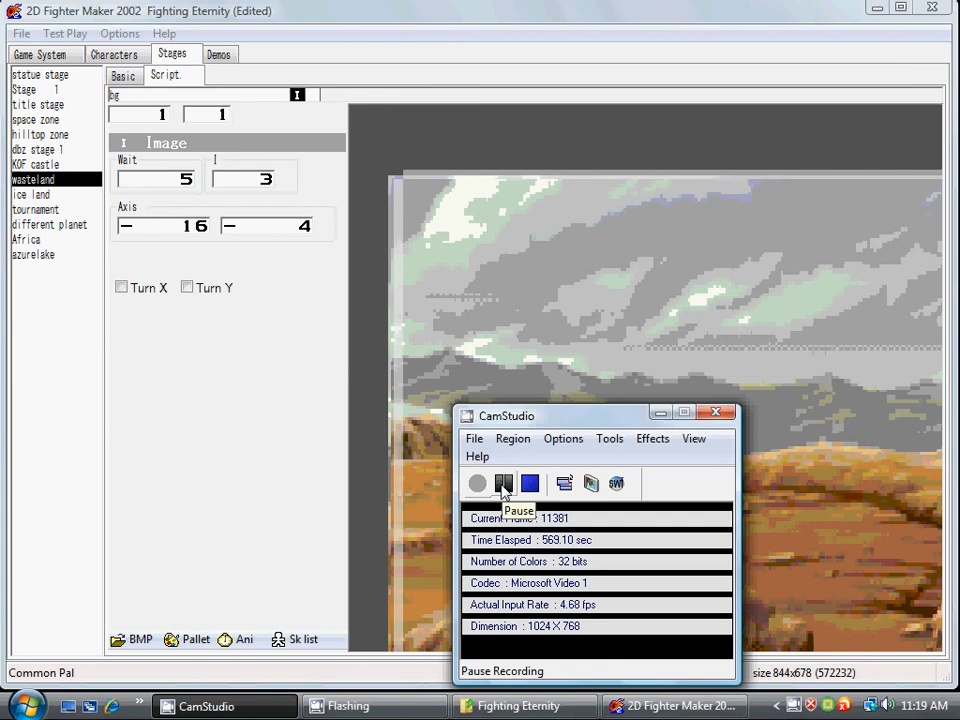 2D Fighter Maker 2002  Fighting Eternity (Edited)
File Test Play Options Help
Game System Characters Stages Demos
statue stage
Stage 1
title stage
space zone
hilltop zone
dbz stage 1
KOF castle
wasteland
ice land
tournament
different planet
Africa
azurelake
Basic Script
bg I
1 1
I Image
Wait I
5 3
Axis
- 16 - 4
Turn X Turn Y
BMP Pallet Ani Sk list
Common Pal
size 844x678 (572232)
CamStudio
File Region Options Tools Effects View
Help
Pause
Current Frame : 11381
Time Elasped : 569.10 sec
Number of Colors : 32 bits
Codec : Microsoft Video 1
Actual Input Rate : 4.68 fps
Dimension : 1024 X 768
Pause Recording
CamStudio Flashing Fighting Eternity 2D Fighter Maker 20... 11:19 AM